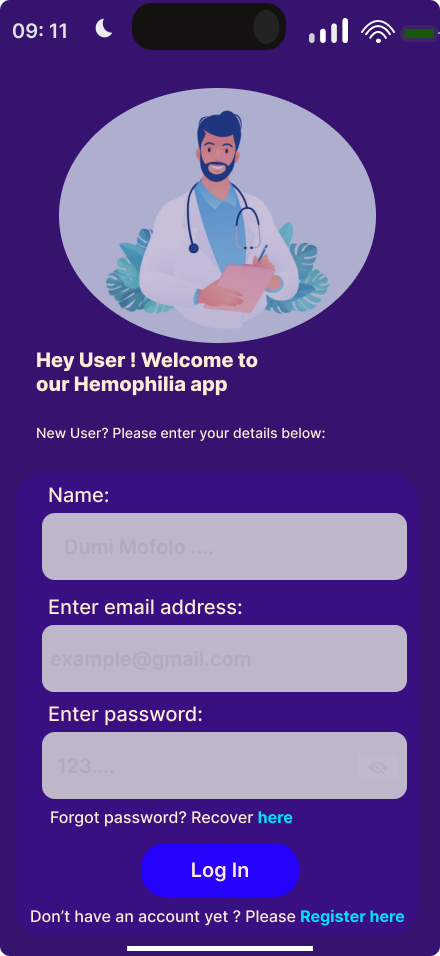 09: 11
Hey User ! Welcome to
our Hemophilia app
New User? Please enter your details below:
Name:
Dumi Mofolo ....
Enter email address:
example@gmail.com
Enter password:
123....
Forgot password? Recover here
Log In
Don’t have an account yet ? Please Register here